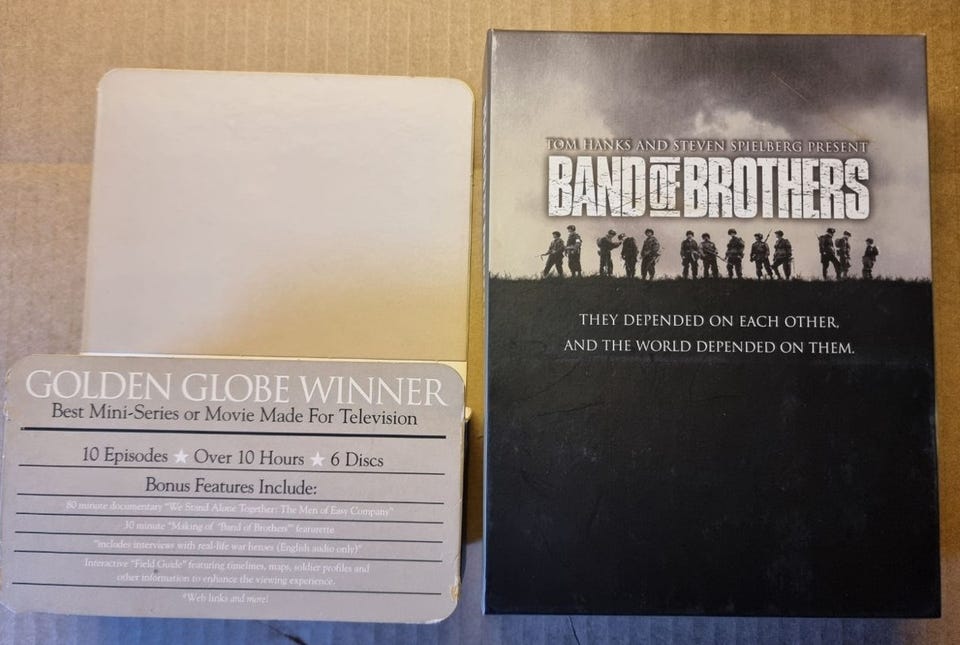 GOLDEN GLOBE WINNER
Best Mini-Series or Movie Made For Television
10 Episodes ★ Over 10 Hours ★ 6 Discs
Bonus Features Include:
80 minute documentary "We Stand Alone Together: The Men of Easy Company"
30 minute "Making of 'Band of Brothers'" featurette
"includes interviews with real-life war heroes (English audio only)"
Interactive "Field Guide" featuring timelines, maps, soldier profiles and
other information to enhance the viewing experience.
*Web links and more!
TOM HANKS AND STEVEN SPIELBERG PRESENT
BAND OF BROTHERS
THEY DEPENDED ON EACH OTHER,
AND THE WORLD DEPENDED ON THEM.